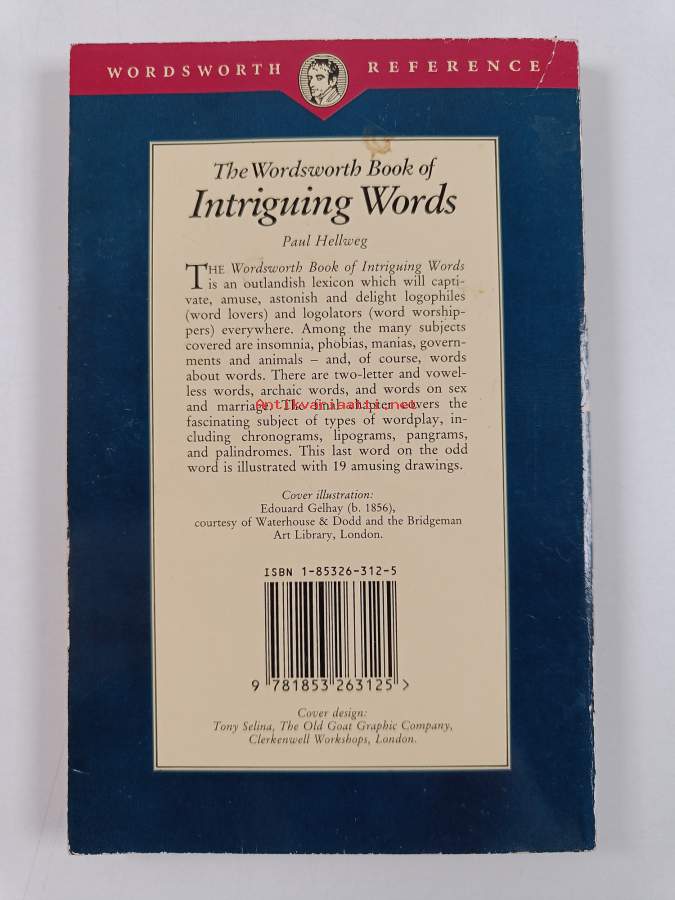 WORDSWORTH REFERENCE
The Wordsworth Book of
Intriguing Words
Paul Hellweg
THE Wordsworth Book of Intriguing Words
is an outlandish lexicon which will capti-
vate, amuse, astonish and delight logophiles
(word lovers) and logolators (word worship-
pers) everywhere. Among the many subjects
covered are insomnia, phobias, manias, govern-
ments and animals – and, of course, words
about words. There are two-letter and vowel-
less words, archaic words, and words on sex
and marriage. The final chapter covers the
Antikvariaatti.net
fascinating subject of types of wordplay, in-
cluding chronograms, lipograms, pangrams,
and palindromes. This last word on the odd
word is illustrated with 19 amusing drawings.
Cover illustration:
Edouard Gelhay (b. 1856),
courtesy of Waterhouse & Dodd and the Bridgeman
Art Library, London.
ISBN 1-85326-312-5
9 781853 263125 >
Cover design:
Tony Selina, The Old Goat Graphic Company,
Clerkenwell Workshops, London.